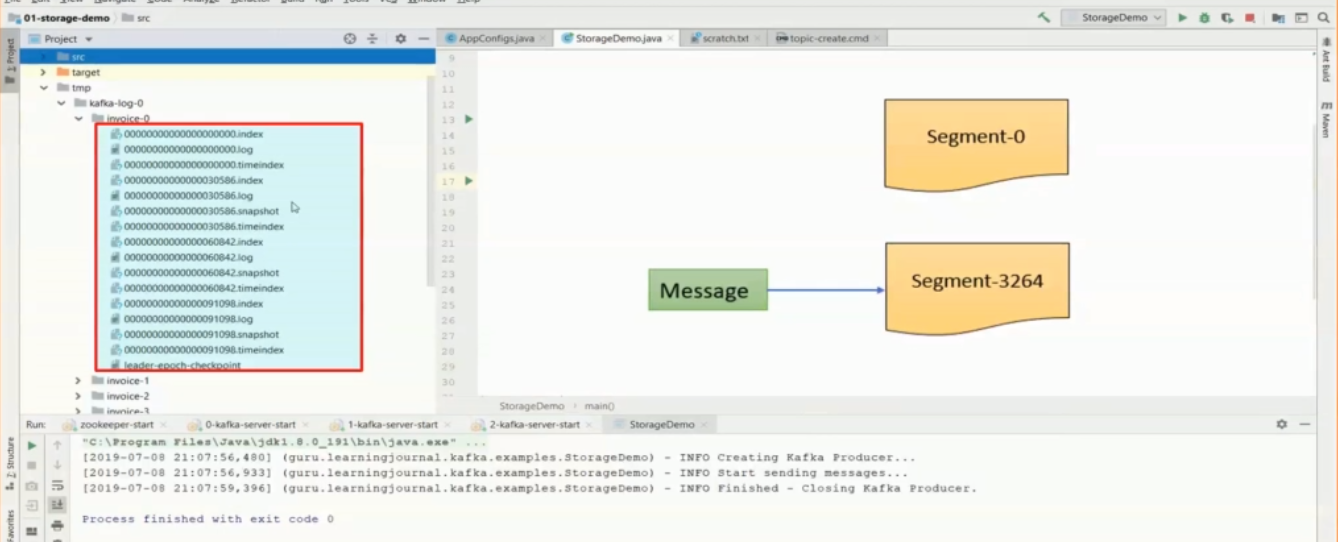 01-storage-demo
src
StorageDemo
Project
AppConfigs.java
StorageDemo.java
scratch.txt
topic-create.cmd
1: Project
Ant Build
Maven
src
target
tmp
kafka-log-0
invoice-0
00000000000000000000.index
00000000000000000000.log
00000000000000000000.timeindex
00000000000000030586.index
00000000000000030586.log
00000000000000030586.snapshot
00000000000000030586.timeindex
00000000000000060842.index
00000000000000060842.log
00000000000000060842.snapshot
00000000000000060842.timeindex
00000000000000091098.index
00000000000000091098.log
00000000000000091098.snapshot
00000000000000091098.timeindex
leader-epoch-checkpoint
invoice-1
invoice-2
invoice-3
9
10
11
12
13
14
15
16
17
18
19
20
21
22
23
24
25
26
27
28
29
30
Segment-0
Message
Segment-3264
StorageDemo
main()
Run:
zookeeper-start
0-kafka-server-start
1-kafka-server-start
2-kafka-server-start
StorageDemo
"C:\Program Files\Java\jdk1.8.0_191\bin\java.exe" ...
[2019-07-08 21:07:56,480] (guru.learningjournal.kafka.examples.StorageDemo) - INFO Creating Kafka Producer...
[2019-07-08 21:07:56,933] (guru.learningjournal.kafka.examples.StorageDemo) - INFO Start sending messages...
[2019-07-08 21:07:59,396] (guru.learningjournal.kafka.examples.StorageDemo) - INFO Finished - Closing Kafka Producer.
Process finished with exit code 0
Z: Structure
Favorites